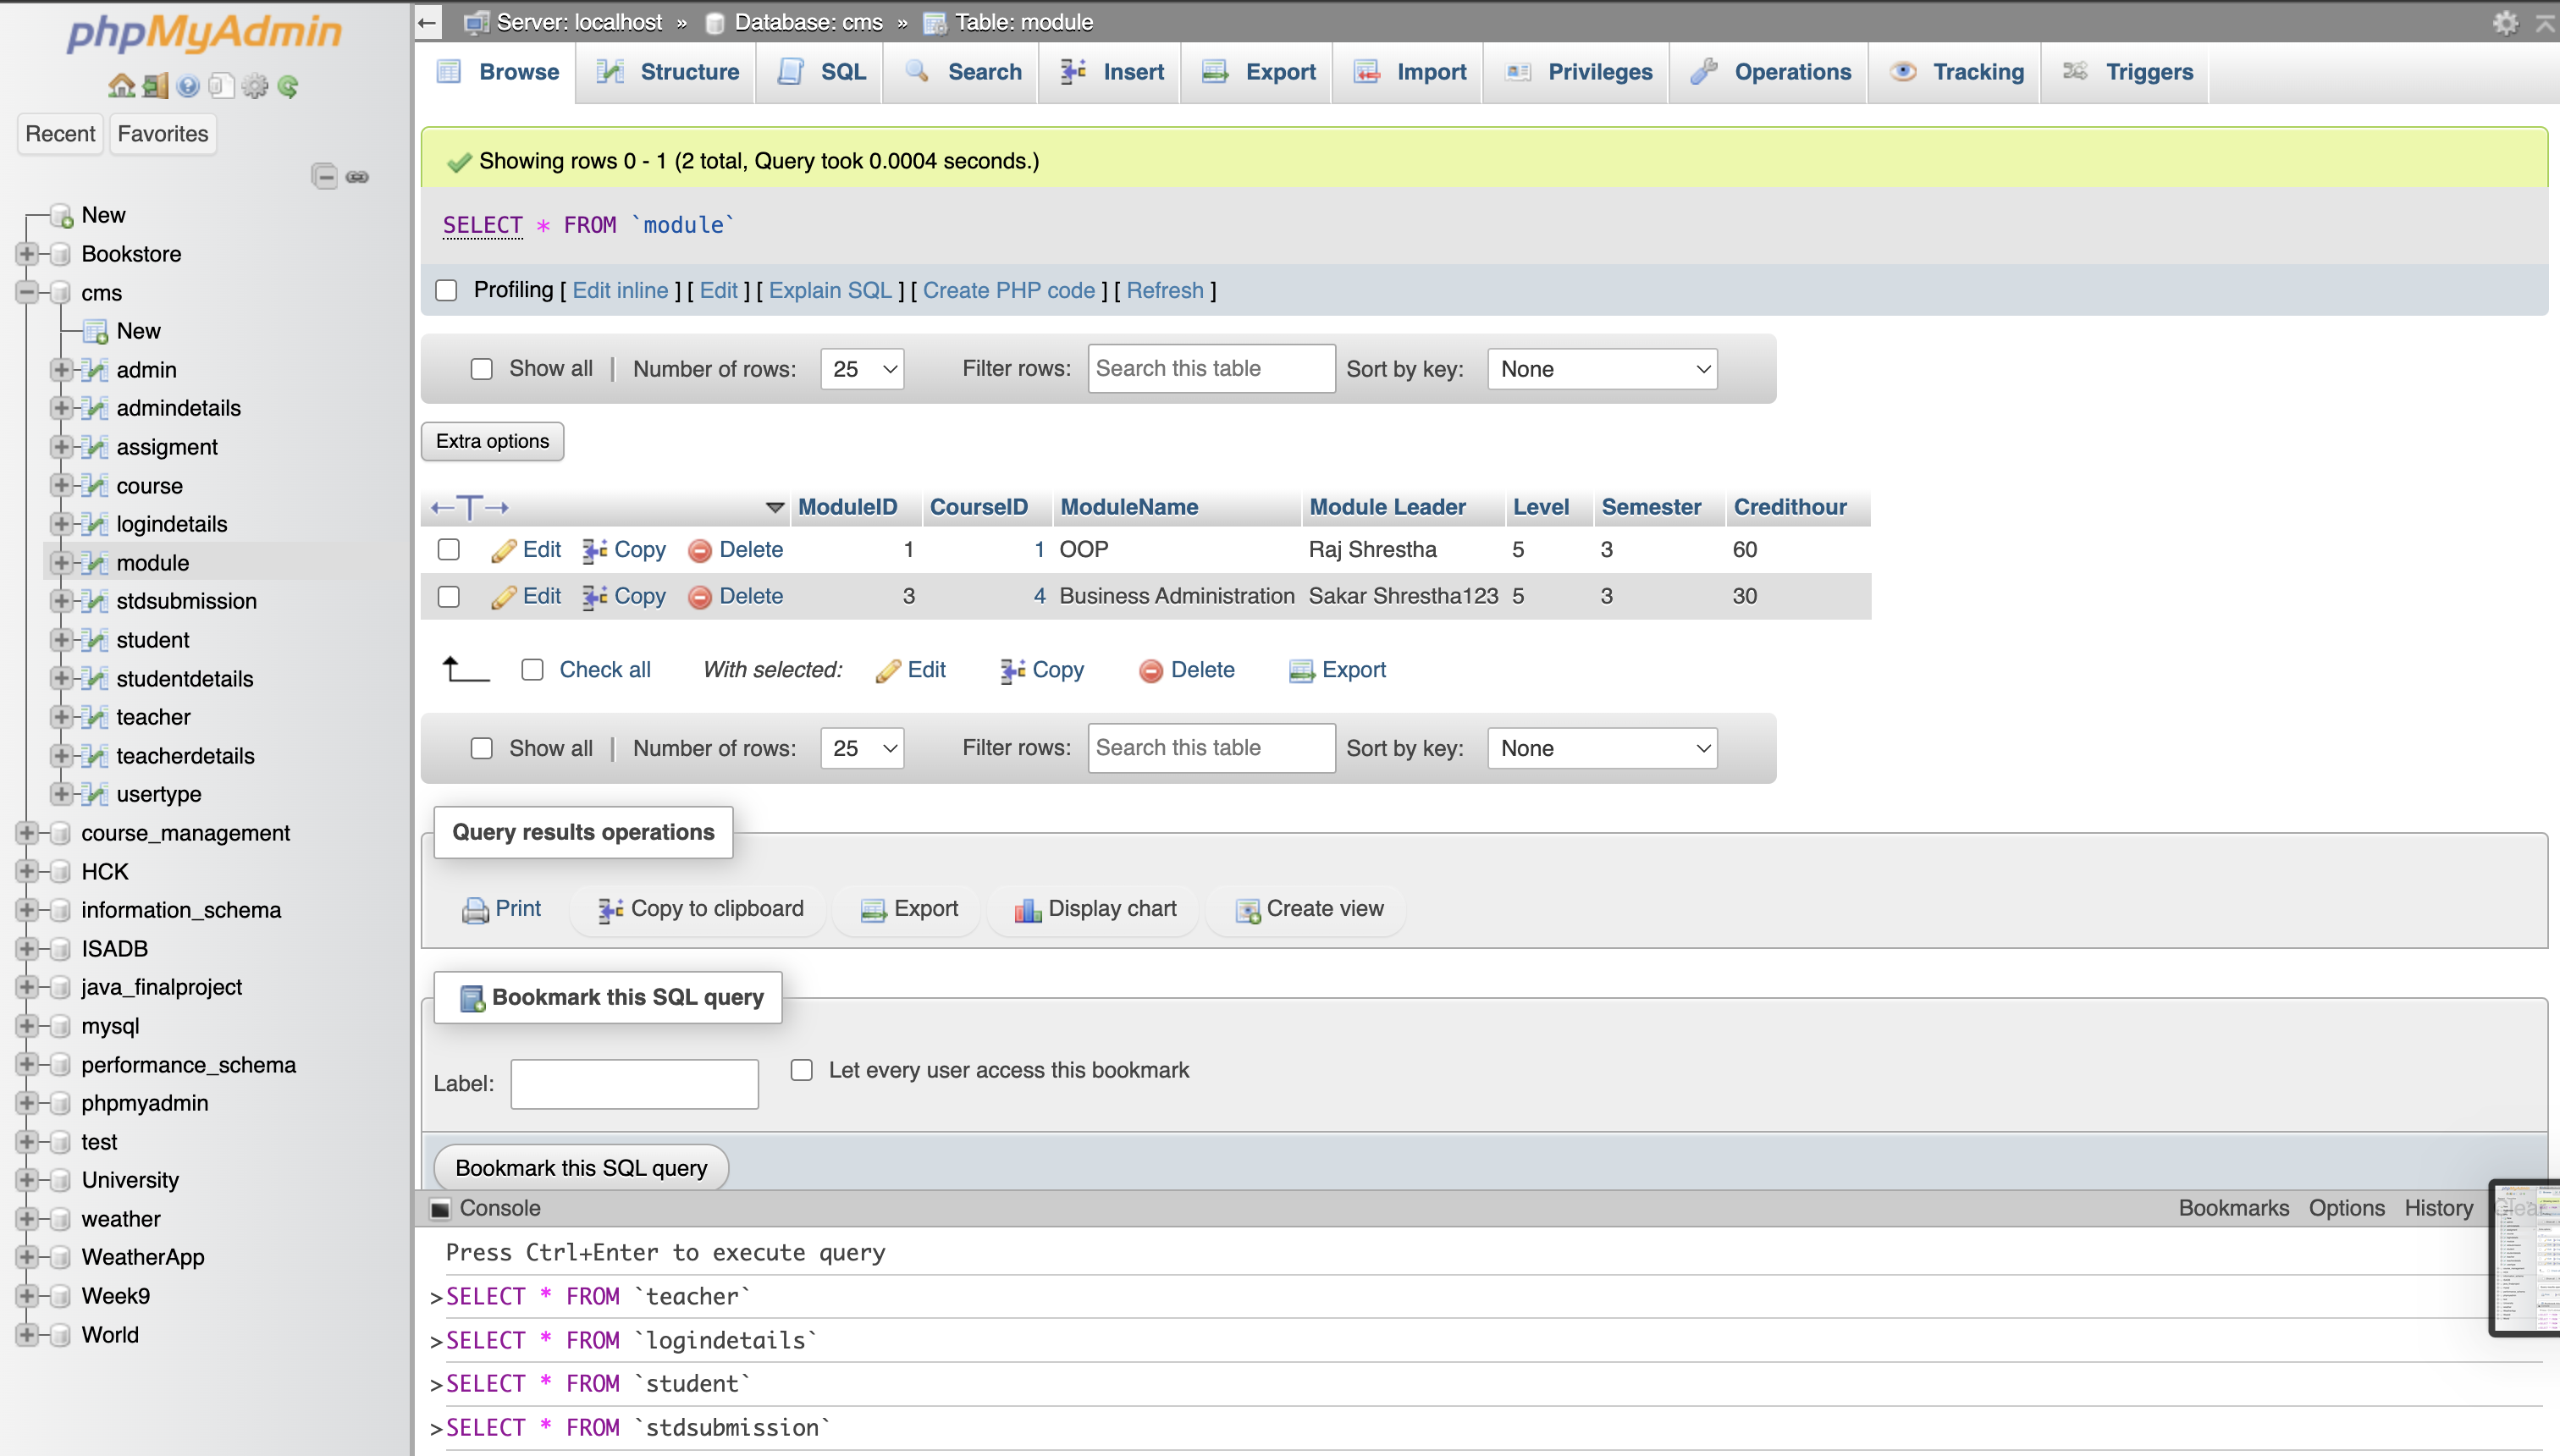 phpMyAdmin
Recent Favorites
New
Bookstore
cms
New
admin
admindetails
assigment
course
logindetails
module
stdsubmission
student
studentdetails
teacher
teacherdetails
usertype
course_management
HCK
information_schema
ISADB
java_finalproject
mysql
performance_schema
phpmyadmin
test
University
weather
WeatherApp
Week9
World
Server: localhost » Database: cms » Table: module
Browse Structure SQL Search Insert Export Import Privileges Operations Tracking Triggers
Showing rows 0 - 1 (2 total, Query took 0.0004 seconds.)
SELECT * FROM `module`
Profiling [ Edit inline ] [ Edit ] [ Explain SQL ] [ Create PHP code ] [ Refresh ]
Show all | Number of rows: 25 Filter rows: Search this table Sort by key: None
Extra options
←T→ ModuleID CourseID ModuleName Module Leader Level Semester Credithour
Edit Copy Delete 1 1 OOP Raj Shrestha 5 3 60
Edit Copy Delete 3 4 Business Administration Sakar Shrestha123 5 3 30
Check all With selected: Edit Copy Delete Export
Show all | Number of rows: 25 Filter rows: Search this table Sort by key: None
Query results operations
Print Copy to clipboard Export Display chart Create view
Bookmark this SQL query
Label: Let every user access this bookmark
Bookmark this SQL query
Console Bookmarks Options History
Press Ctrl+Enter to execute query
>SELECT * FROM `teacher`
>SELECT * FROM `logindetails`
>SELECT * FROM `student`
>SELECT * FROM `stdsubmission`